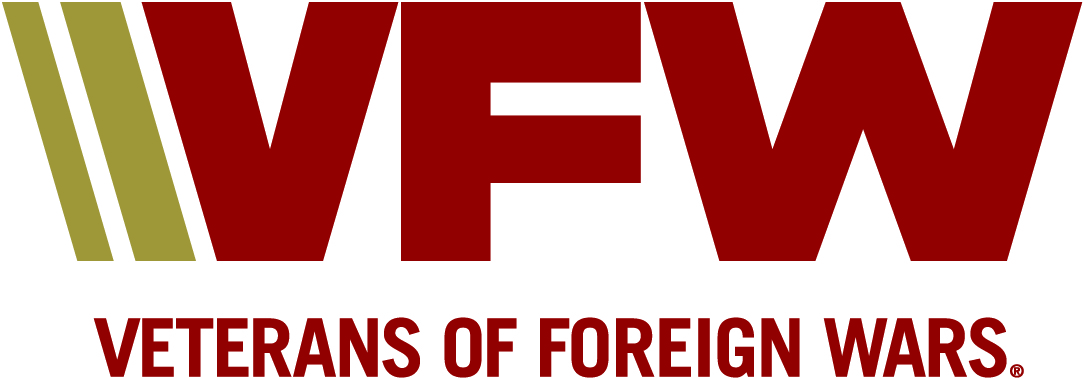 VFW
VETERANS OF FOREIGN WARS.®